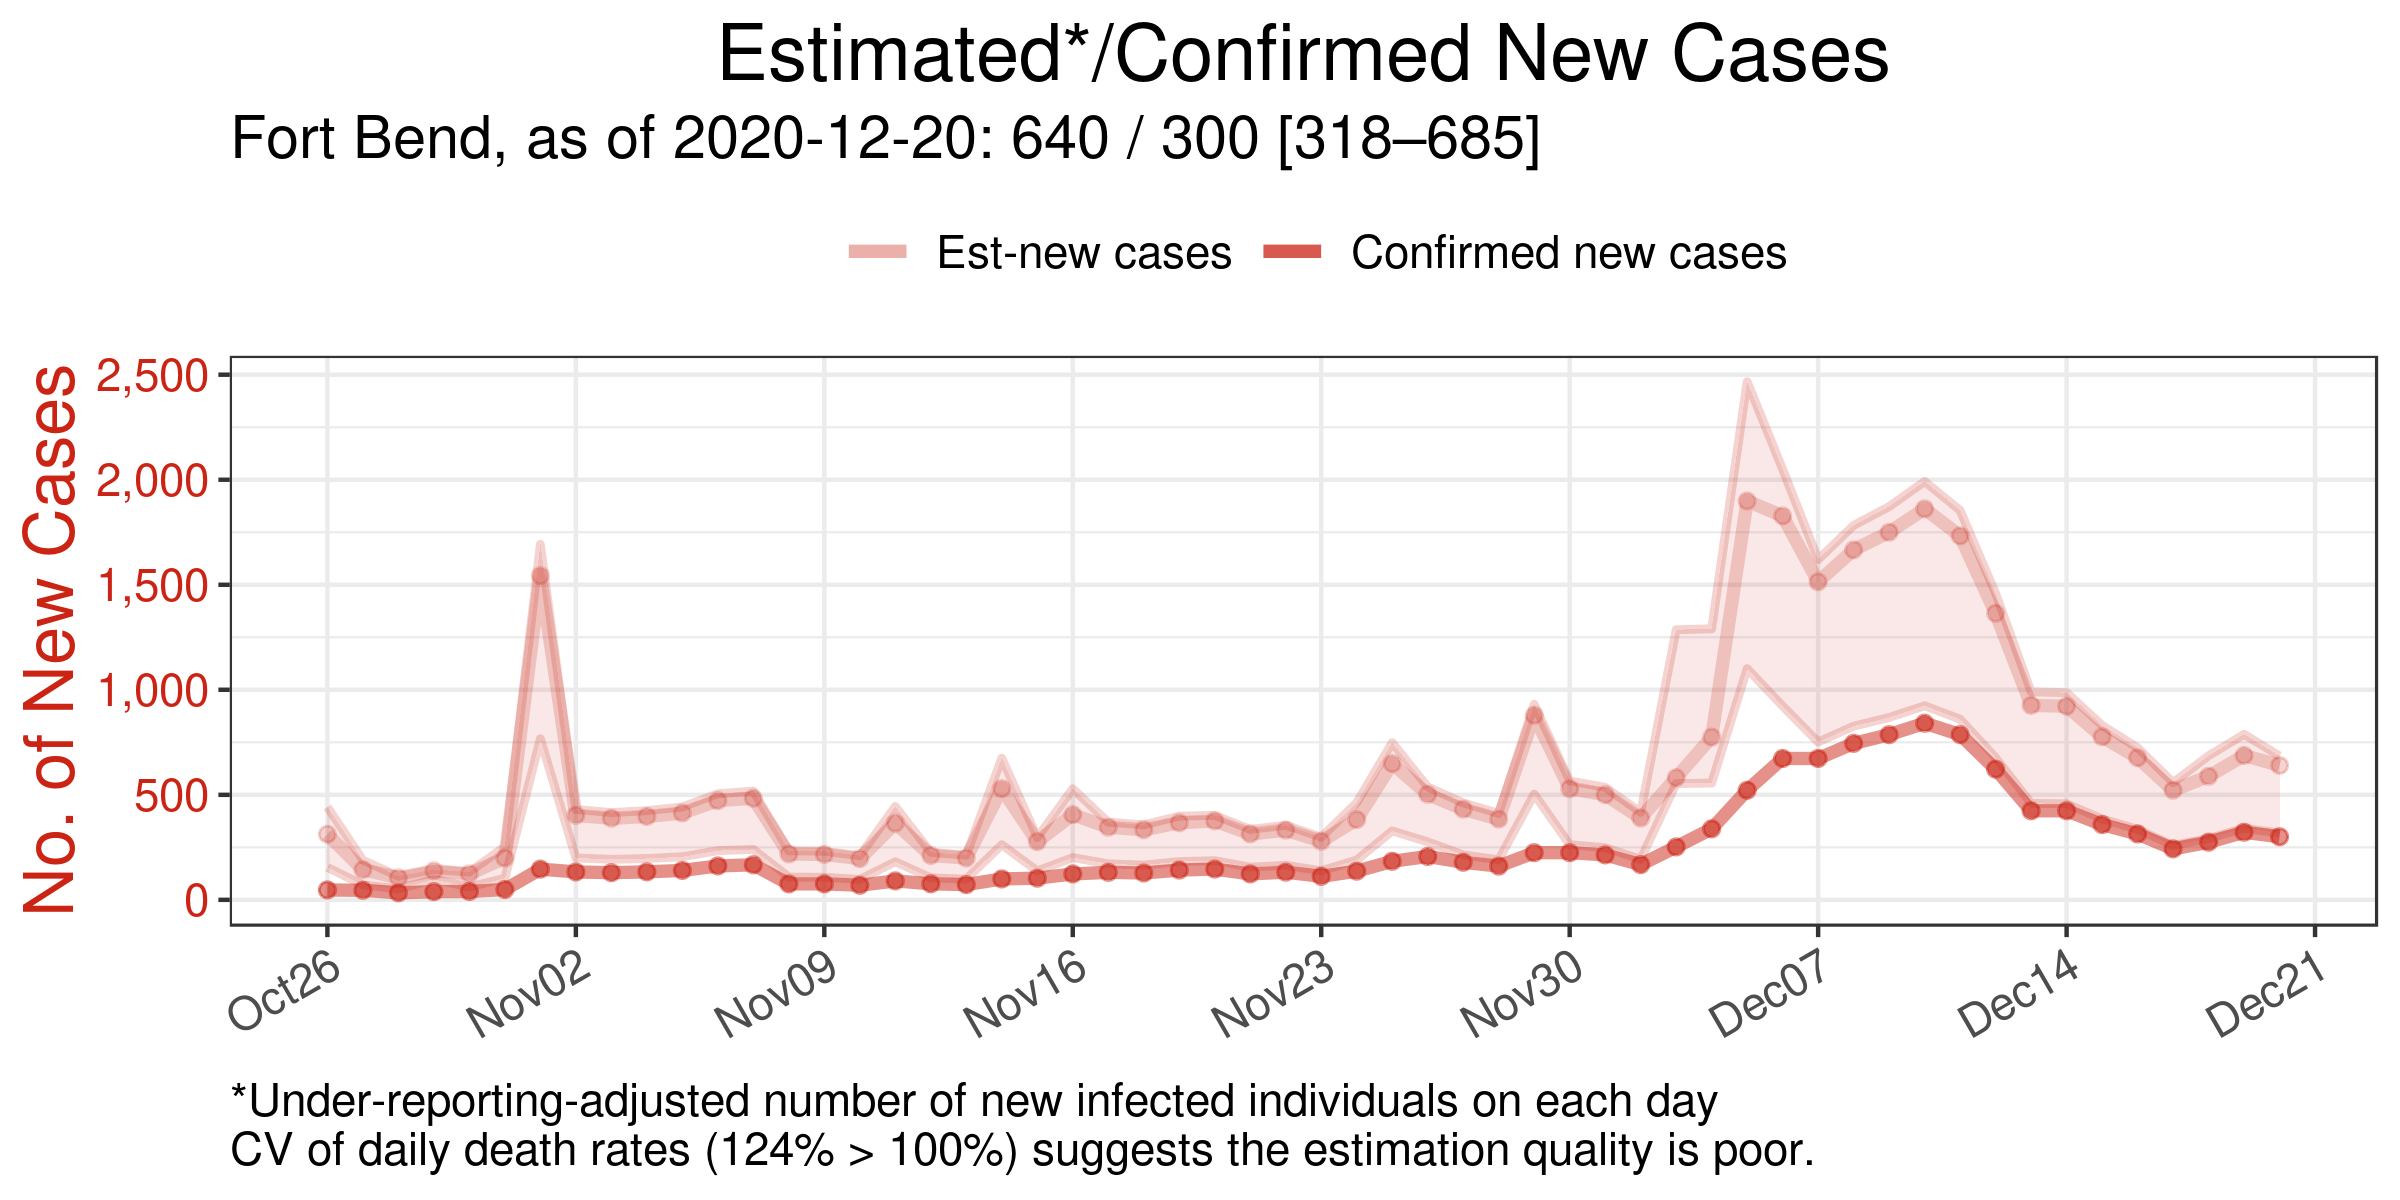 Estimated*/Confirmed New Cases
Fort Bend, as of 2020-12-20: 640 / 300 [318–685]
Est-new cases
Confirmed new cases
No. of New Cases
2,500
2,000
1,500
1,000
500
0
Oct26
Nov02
Nov09
Nov16
Nov23
Nov30
Dec07
Dec14
Dec21
*Under-reporting-adjusted number of new infected individuals on each day
CV of daily death rates (124% > 100%) suggests the estimation quality is poor.